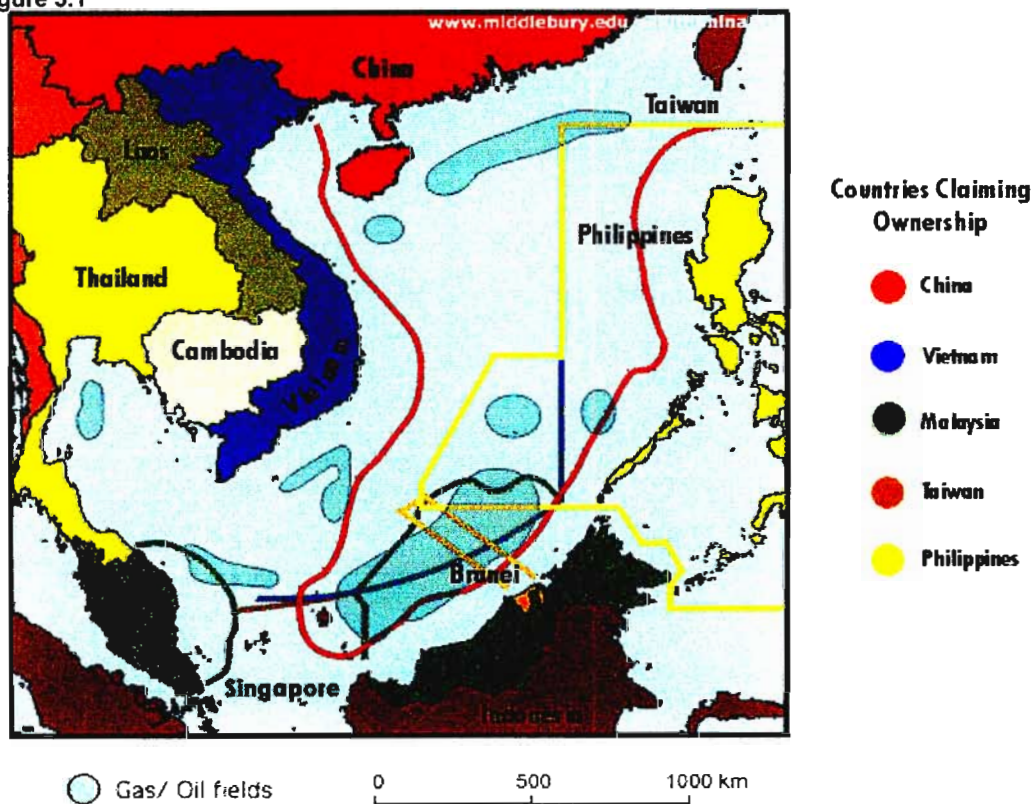 www.middlebury.edu
China
Taiwan
Laos
Philippines
Thailand
Cambodia
Vietnam
Brunei
Singapore
Countries Claiming
Ownership
China
Vietnam
Malaysia
Taiwan
Philippines
Gas/ Oil fields
0 500 1000 km